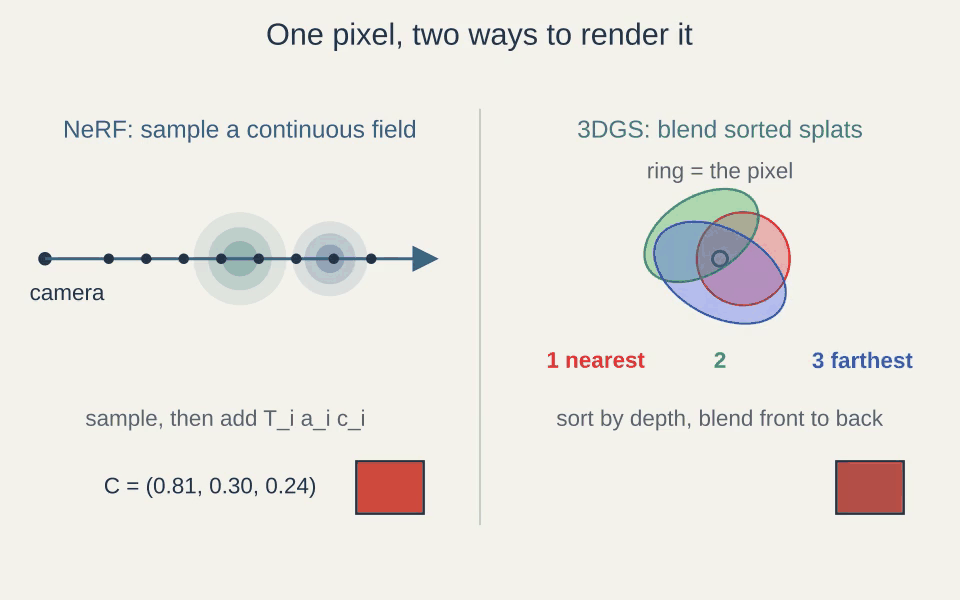 One pixel, two ways to render it
NeRF: sample a continuous field
camera
sample, then add T_i a_i c_i
C = (0.81, 0.30, 0.24)
3DGS: blend sorted splats
ring = the pixel
1 nearest 2 3 farthest
sort by depth, blend front to back